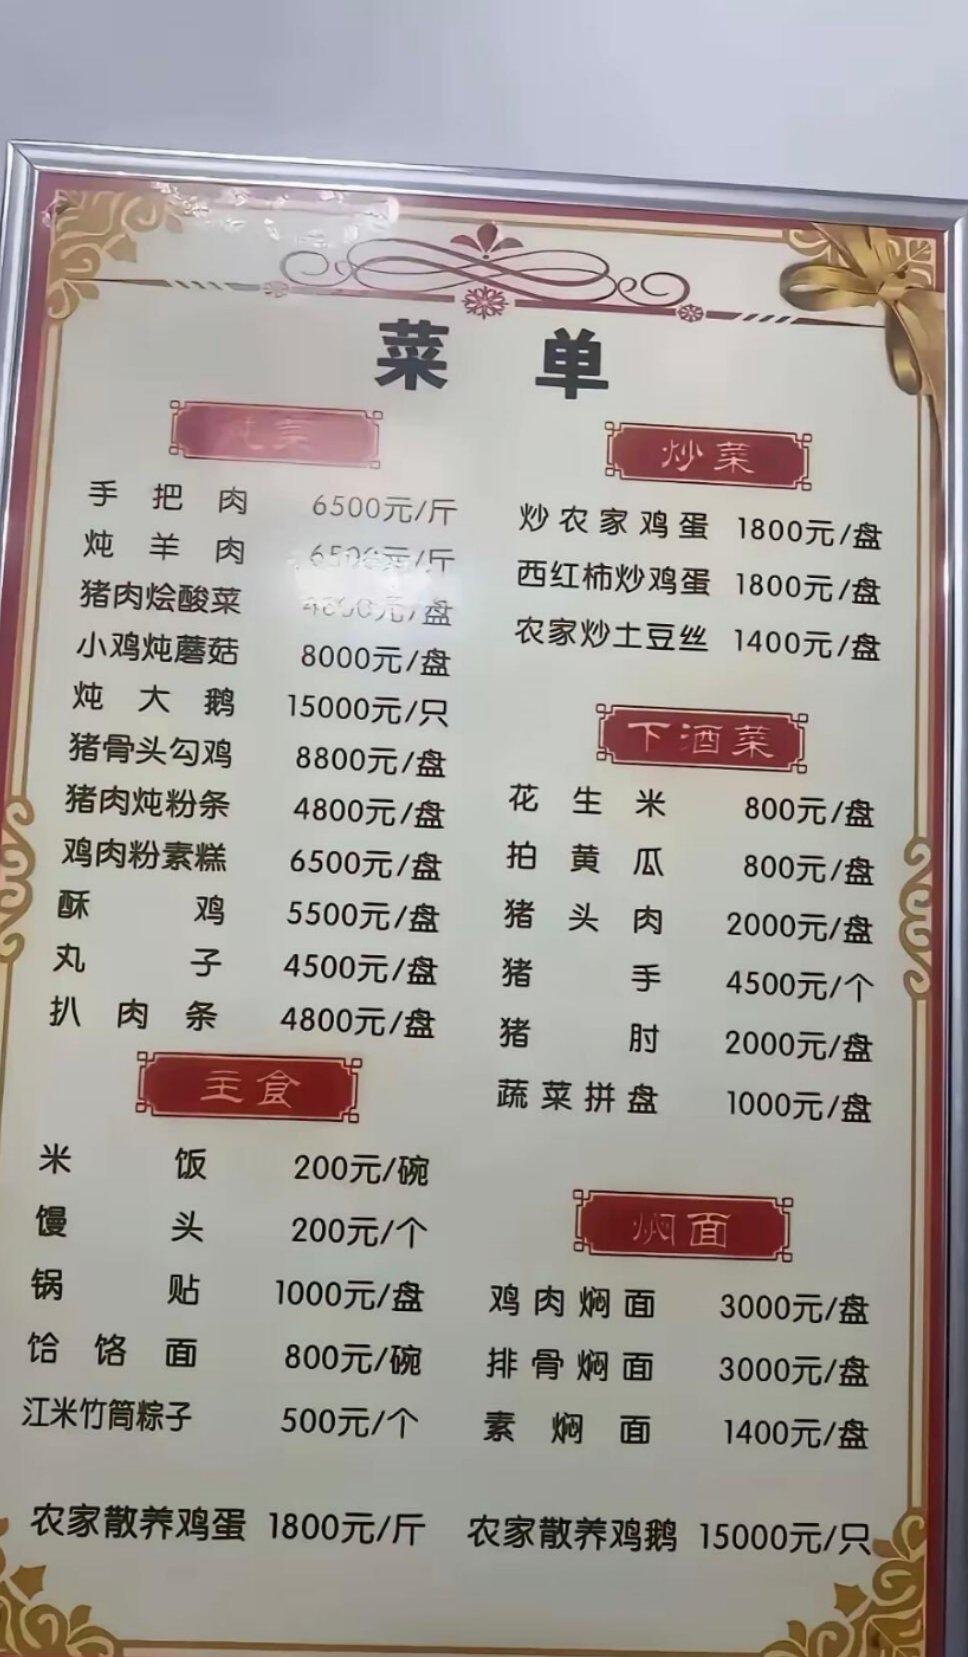 菜单
炖菜
手把肉 6500元/斤
炖羊肉 6500元/斤
猪肉烩酸菜 4800元/盘
小鸡炖蘑菇 8000元/盘
炖大鹅 15000元/只
猪骨头勾鸡 8800元/盘
猪肉炖粉条 4800元/盘
鸡肉粉素糕 6500元/盘
酥鸡 5500元/盘
丸子 4500元/盘
扒肉条 4800元/盘
主食
米饭 200元/碗
馒头 200元/个
锅贴 1000元/盘
饸饹面 800元/碗
江米竹筒粽子 500元/个
炒菜
炒农家鸡蛋 1800元/盘
西红柿炒鸡蛋 1800元/盘
农家炒土豆丝 1400元/盘
下酒菜
花生米 800元/盘
拍黄瓜 800元/盘
猪头肉 2000元/盘
猪手 4500元/个
猪肘 2000元/盘
蔬菜拼盘 1000元/盘
焖面
鸡肉焖面 3000元/盘
排骨焖面 3000元/盘
素焖面 1400元/盘
农家散养鸡蛋 1800元/斤
农家散养鸡鹅 15000元/只